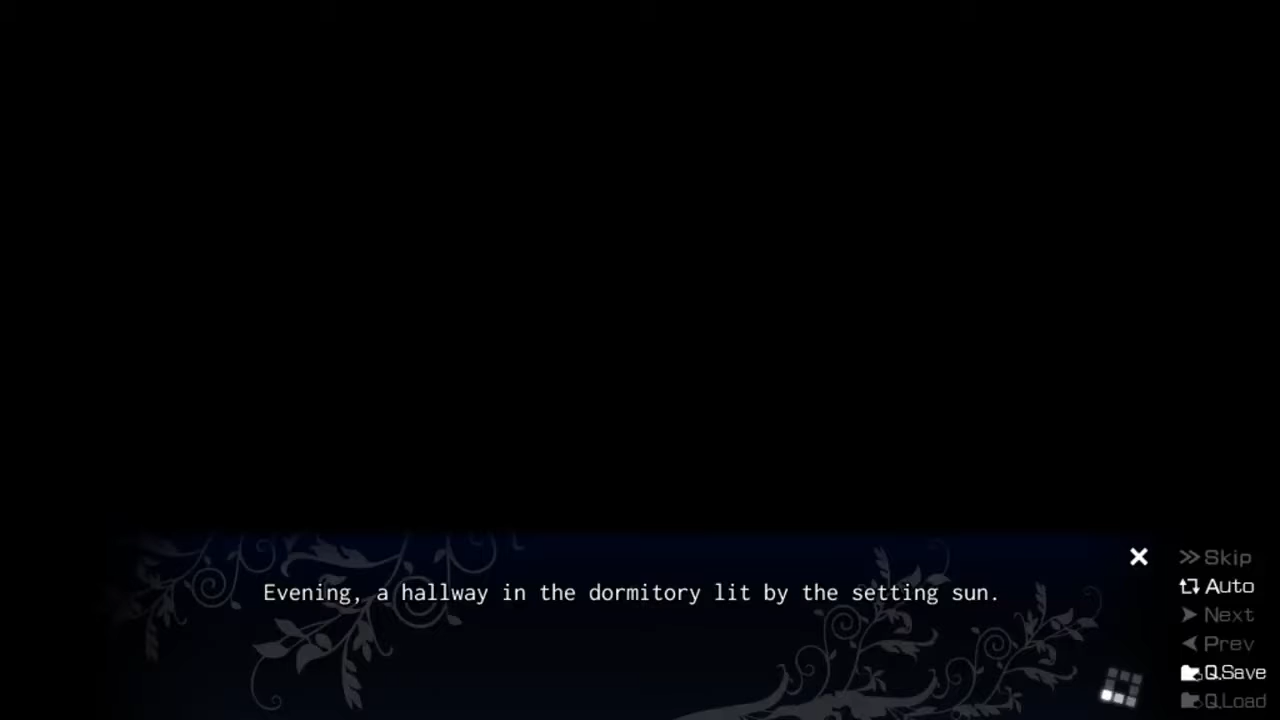 Evening, a hallway in the dormitory lit by the setting sun.
Skip
Auto
Next
Prev
Q.Save
Q.Load